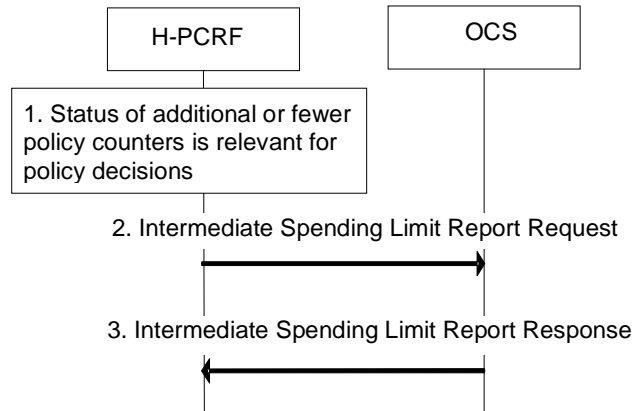 H-PCRF
OCS
1. Status of additional or fewer
policy counters is relevant for
policy decisions
2. Intermediate Spending Limit Report Request
3. Intermediate Spending Limit Report Response